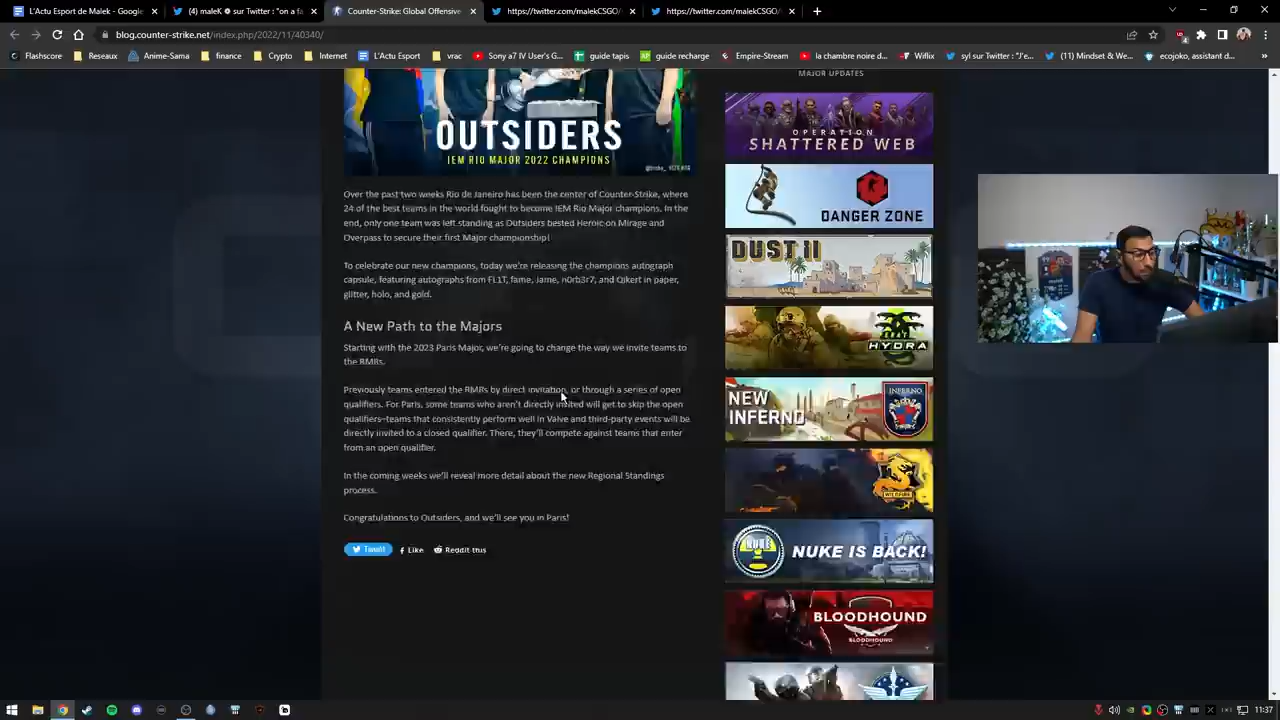 L'Actu Esport de Malek - Google
(4) maleK on Twitter : "on a fa
Counter-Strike: Global Offensive
https://twitter.com/malekCSGO/
https://twitter.com/malekCSGO/
blog.counter-strike.net/index.php/2022/11/40340/
Flashscore
Reseaux
Anime-Sama
finance
Crypto
Internet
L'Actu Esport
vrac
Sony a7 IV User's G...
guide tapis
guide recharge
Empire-Stream
la chambre noire d...
Willix
syl sur Twitter : "J'e...
(11) Mindset & We...
ecojoko, assistant d...
MAJOR UPDATES
OUTSIDERS
IEM RIO MAJOR 2022 CHAMPIONS
Over the past two weeks Rio de Janeiro has been the center of Counter-Strike, where
24 of the best teams in the world fought to become IEM Rio Major champions. In the
end, only one team was left standing as Outsiders bested Heroic on Mirage and
Overpass to secure their first Major championship!
To celebrate our new champions, today we're releasing the champions autograph
capsule, featuring autographs from FL1T, fame, Jame, n0rb3r7, and Qikert in paper,
glitter, holo, and gold.
A New Path to the Majors
Starting with the 2023 Paris Major, we're going to change the way we invite teams to
the RMRs.
Previously teams entered the RMRs by direct invitation, or through a series of open
qualifiers. For Paris, some teams who aren't directly invited will get to skip the open
qualifiers–teams that consistently perform well in Valve and third-party events will be
directly invited to a closed qualifier. There, they'll compete against teams that enter
from an open qualifier.
In the coming weeks we'll reveal more detail about the new Regional Standings
process.
Congratulations to Outsiders, and we'll see you in Paris!
Tweet
Like
Reddit this
OPERATION
SHATTERED WEB
DANGER ZONE
DUST II
HYDRA
NEW
INFERNO
INFERNO
WILDFIRE
NUKE
NUKE IS BACK!
BLOODHOUND
BLOODHOUND
11:37